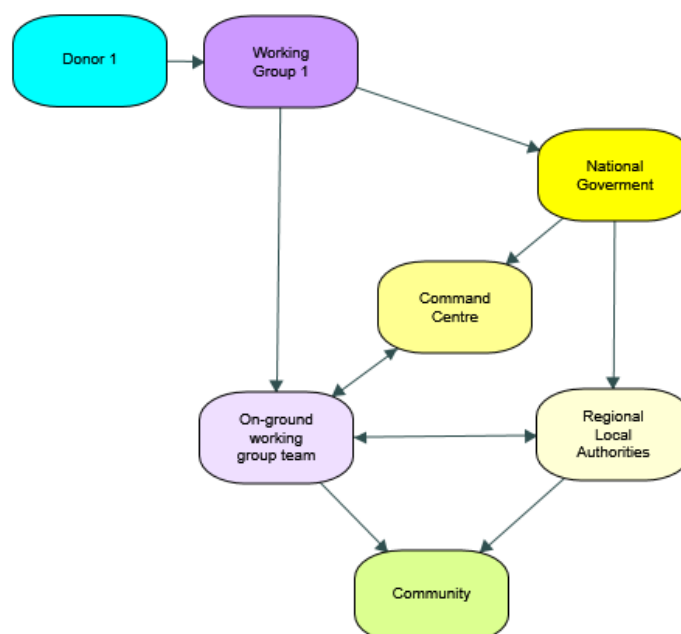 Donor 1
Working
Group 1
National
Goverment
Command
Centre
On-ground
working
group team
Regional
Local
Authorities
Community